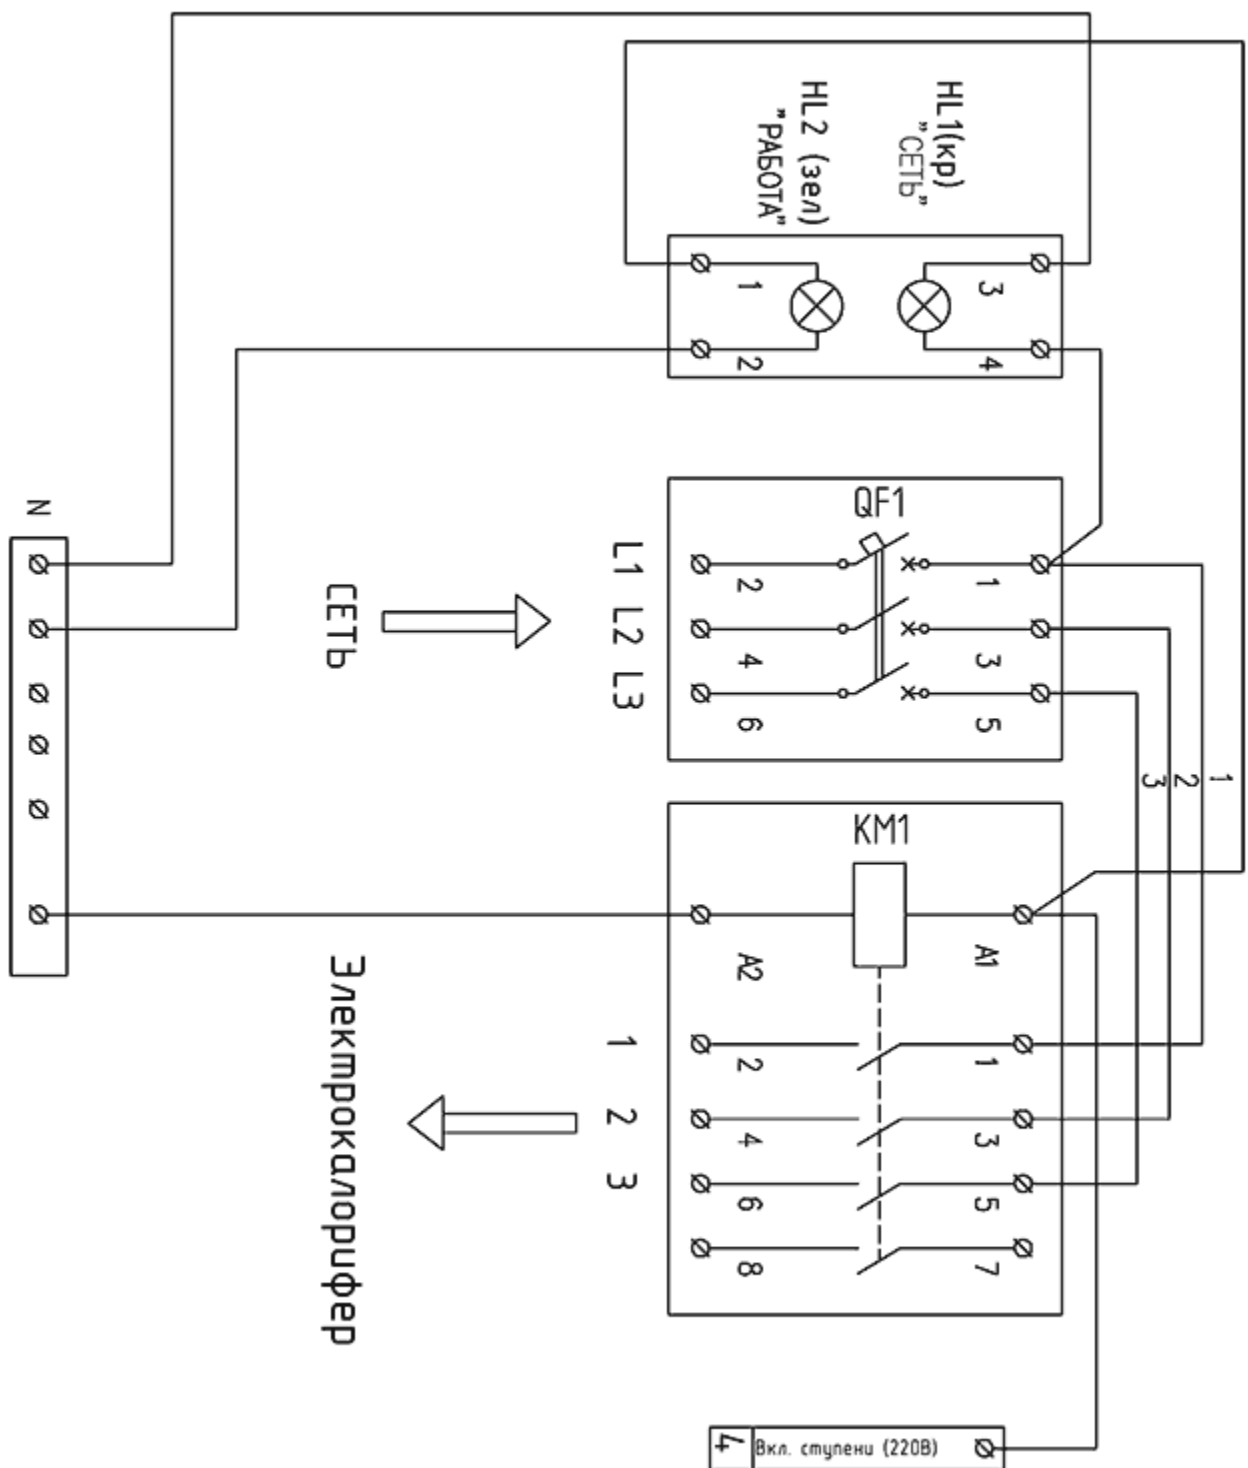 HL1(кр)
"СЕТЬ"
HL2 (зел)
"РАБОТА"
1
3
2
4
N
QF1
L1
2
1
L2
СЕТЬ
4
3
L3
6
5
3
2
1
KM1
A2
A1
Электрокалорифер
1
2
1
2
4
3
3
6
5
8
7
4
Вкл. ступени (220В)